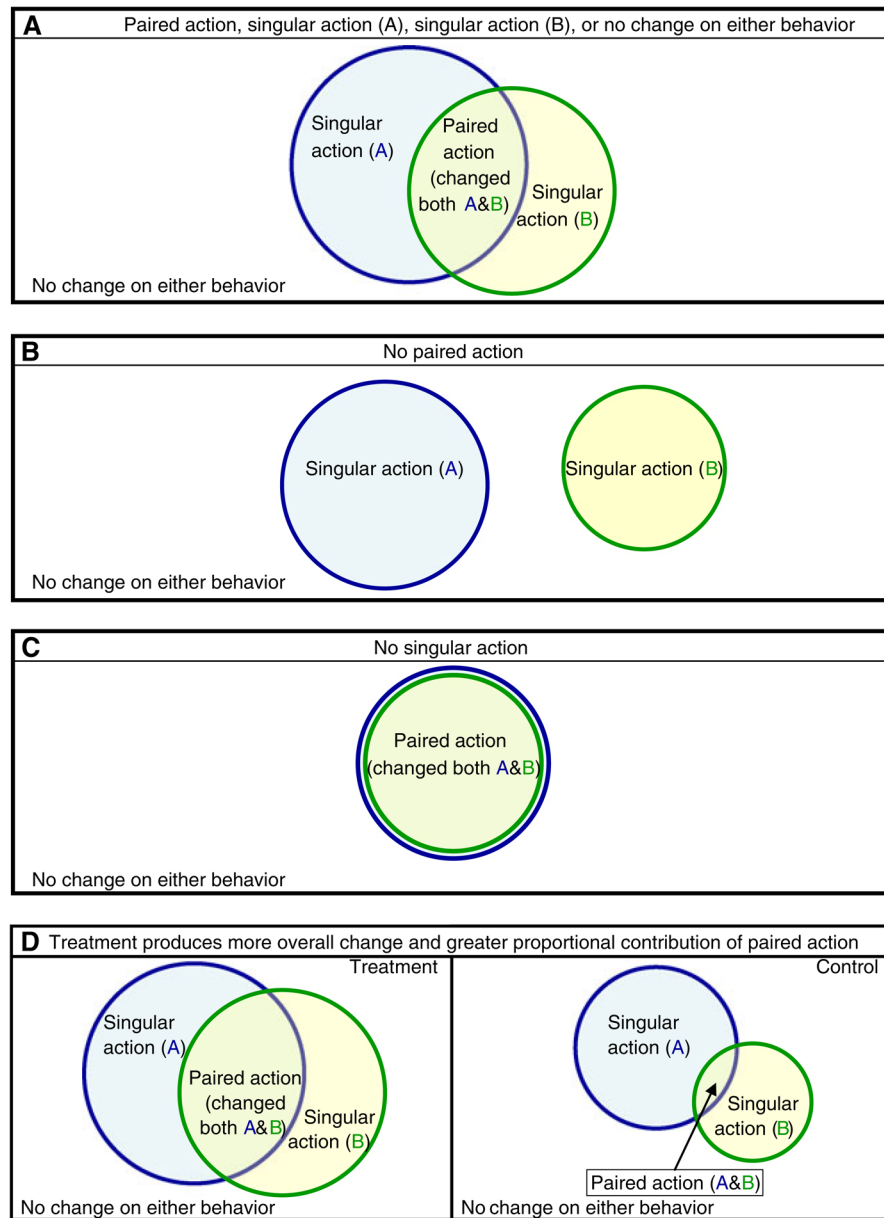 A Paired action, singular action (A), singular action (B), or no change on either behavior
Singular
action (A)
Paired
action
(changed
both A&B)
Singular
action (B)
No change on either behavior
B No paired action
Singular action (A)
Singular action (B)
No change on either behavior
C No singular action
Paired action
(changed both A&B)
No change on either behavior
D Treatment produces more overall change and greater proportional contribution of paired action
Treatment
Singular
action (A)
Paired action
(changed
both A&B)
Singular
action (B)
No change on either behavior
Control
Singular
action (A)
Singular
action (B)
Paired action (A&B)
No change on either behavior